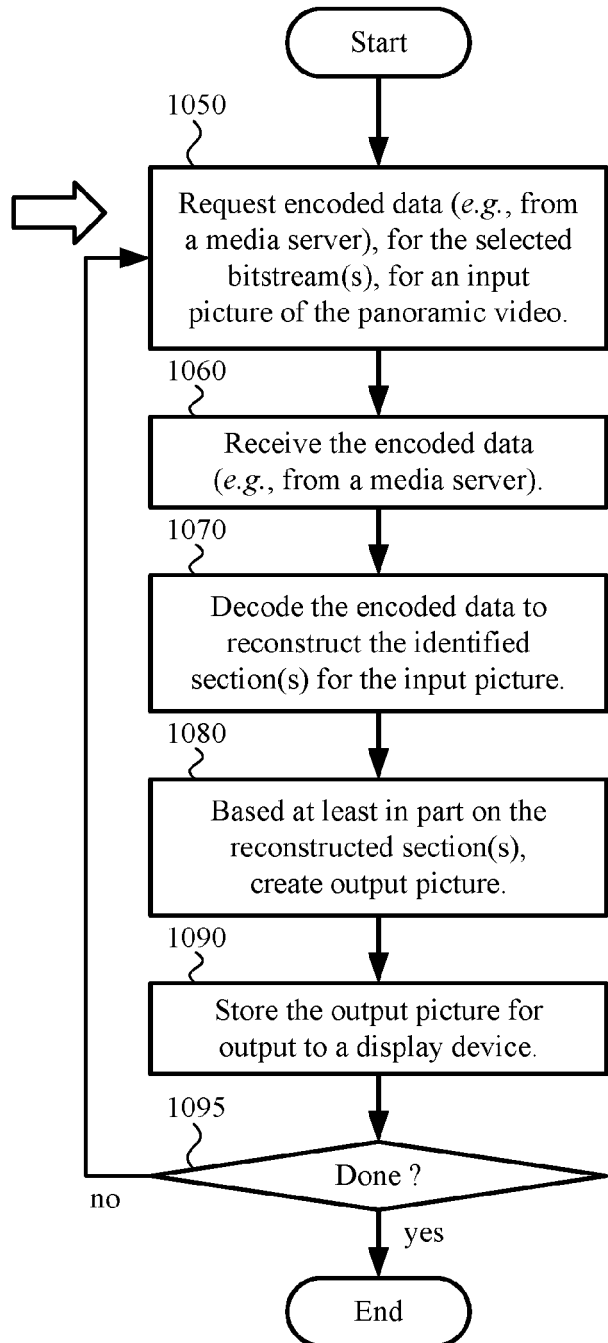 Start
1050
Request encoded data (e.g., from
a media server), for the selected
bitstream(s), for an input
picture of the panoramic video.
1060
Receive the encoded data
(e.g., from a media server).
1070
Decode the encoded data to
reconstruct the identified
section(s) for the input picture.
1080
Based at least in part on the
reconstructed section(s),
create output picture.
1090
Store the output picture for
output to a display device.
1095
Done ?
no
yes
End